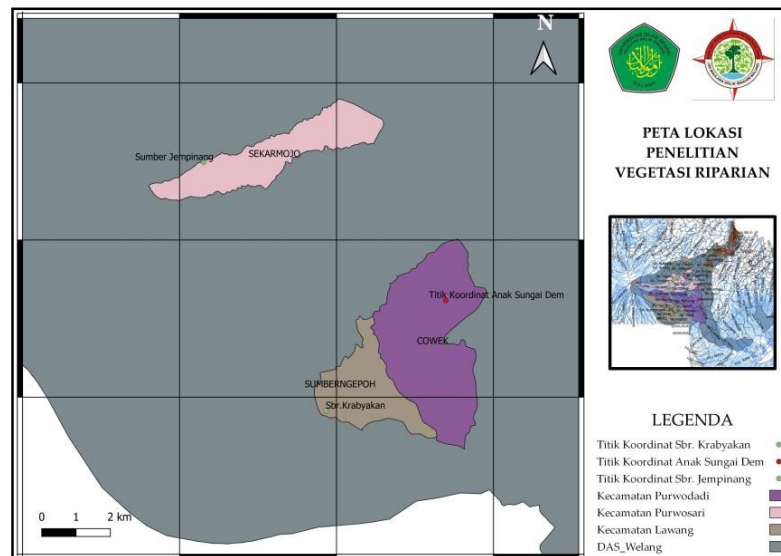 N
Sumber Jempinang
SEKARMOJO
Titik Koordinat Anak Sungai Dem
COWEK
SUMBERNGEPOH
Sbr.Krabyakan
0 1 2 km
PETA LOKASI
PENELITIAN
VEGETASI RIPARIAN
LEGENDA
Titik Koordinat Sbr. Krabyakan
Titik Koordinat Anak Sungai Dem
Titik Koordinat Sbr. Jempinang
Kecamatan Purwodadi
Kecamatan Purwosari
Kecamatan Lawang
DAS_Welang